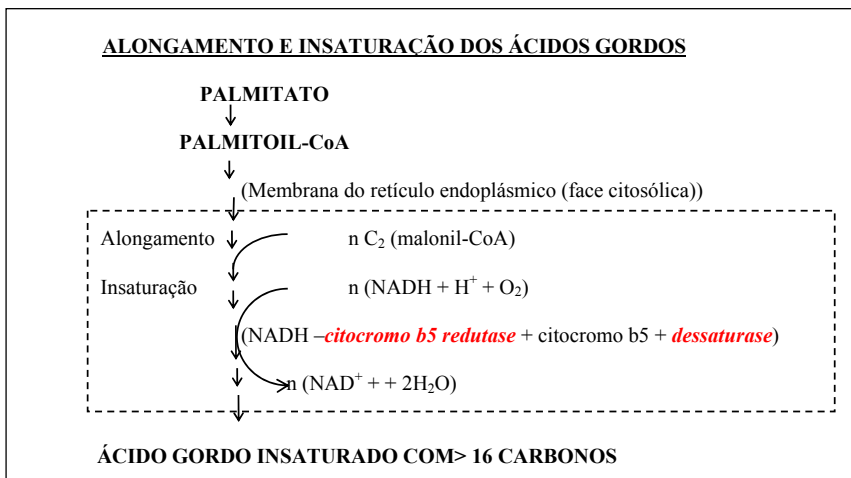 ALONGAMENTO E INSATURAÇÃO DOS ÁCIDOS GORDOS
PALMITATO
PALMITOIL-CoA
(Membrana do retículo endoplásmico (face citosólica))
Alongamento n C₂ (malonil-CoA)
Insaturação n (NADH + H⁺ + O₂)
(NADH –citocromo b5 redutase + citocromo b5 + dessaturase)
n (NAD⁺ + + 2H₂O)
ÁCIDO GORDO INSATURADO COM> 16 CARBONOS